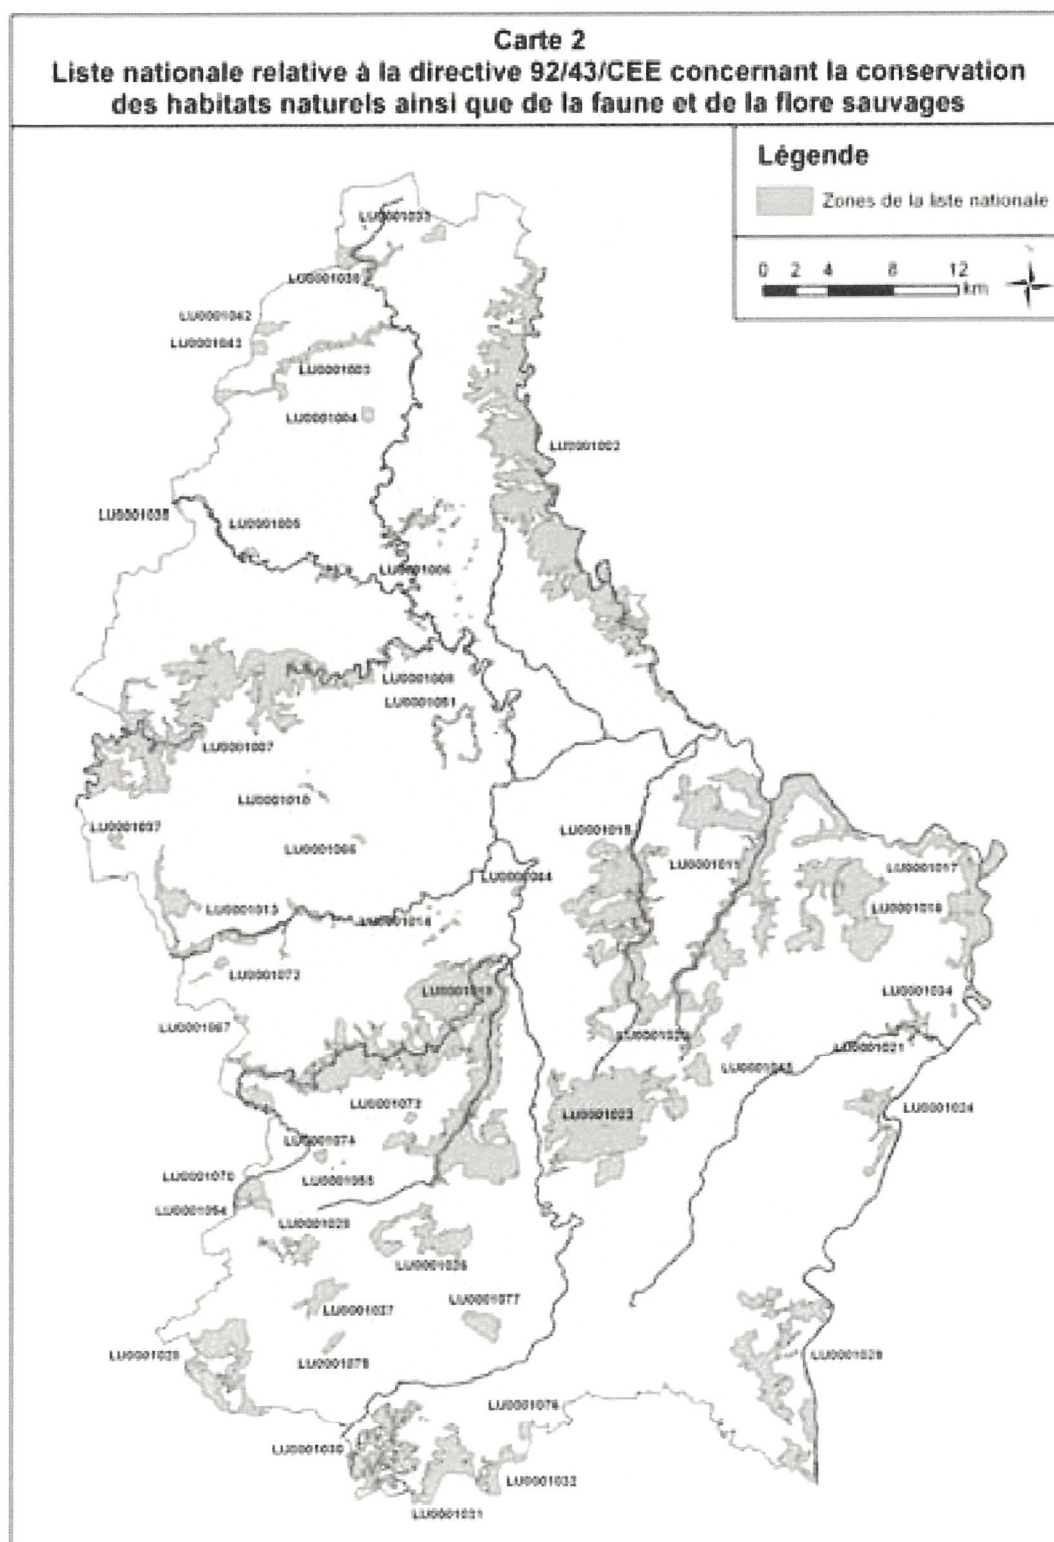 Carte 2
Liste nationale relative à la directive 92/43/CEE concernant la conservation
des habitats naturels ainsi que de la faune et de la flore sauvages
Légende
Zones de la liste nationale
0 2 4 8 12
km
LU0001033
LU0001042
LU0001043
LU0001003
LU0001004
LU0001002
LU0001005
LU0001006
LU0001008
LU0001051
LU0001007
LU0001010
LU0001037
LU0001066
LU0001015
LU0001011
LU0001017
LU0001044
LU0001013
LU0001014
LU0001016
LU0001072
LU0001018
LU0001034
LU0001067
LU0001020
LU0001021
LU0001073
LU0001022
LU0001024
LU0001074
LU0001070
LU0001055
LU0001054
LU0001026
LU0001027
LU0001077
LU0001028
LU0001029
LU0001076
LU0001030
LU0001032
LU0001031